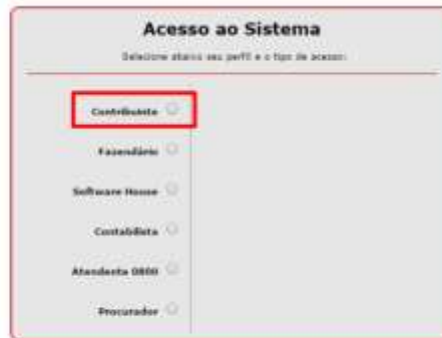 Acesso ao Sistema
Selecione abaixo seu perfil e o tipo de acesso:
Contribuinte
Fazendário
Software House
Contabilista
Atendente 0800
Procurador